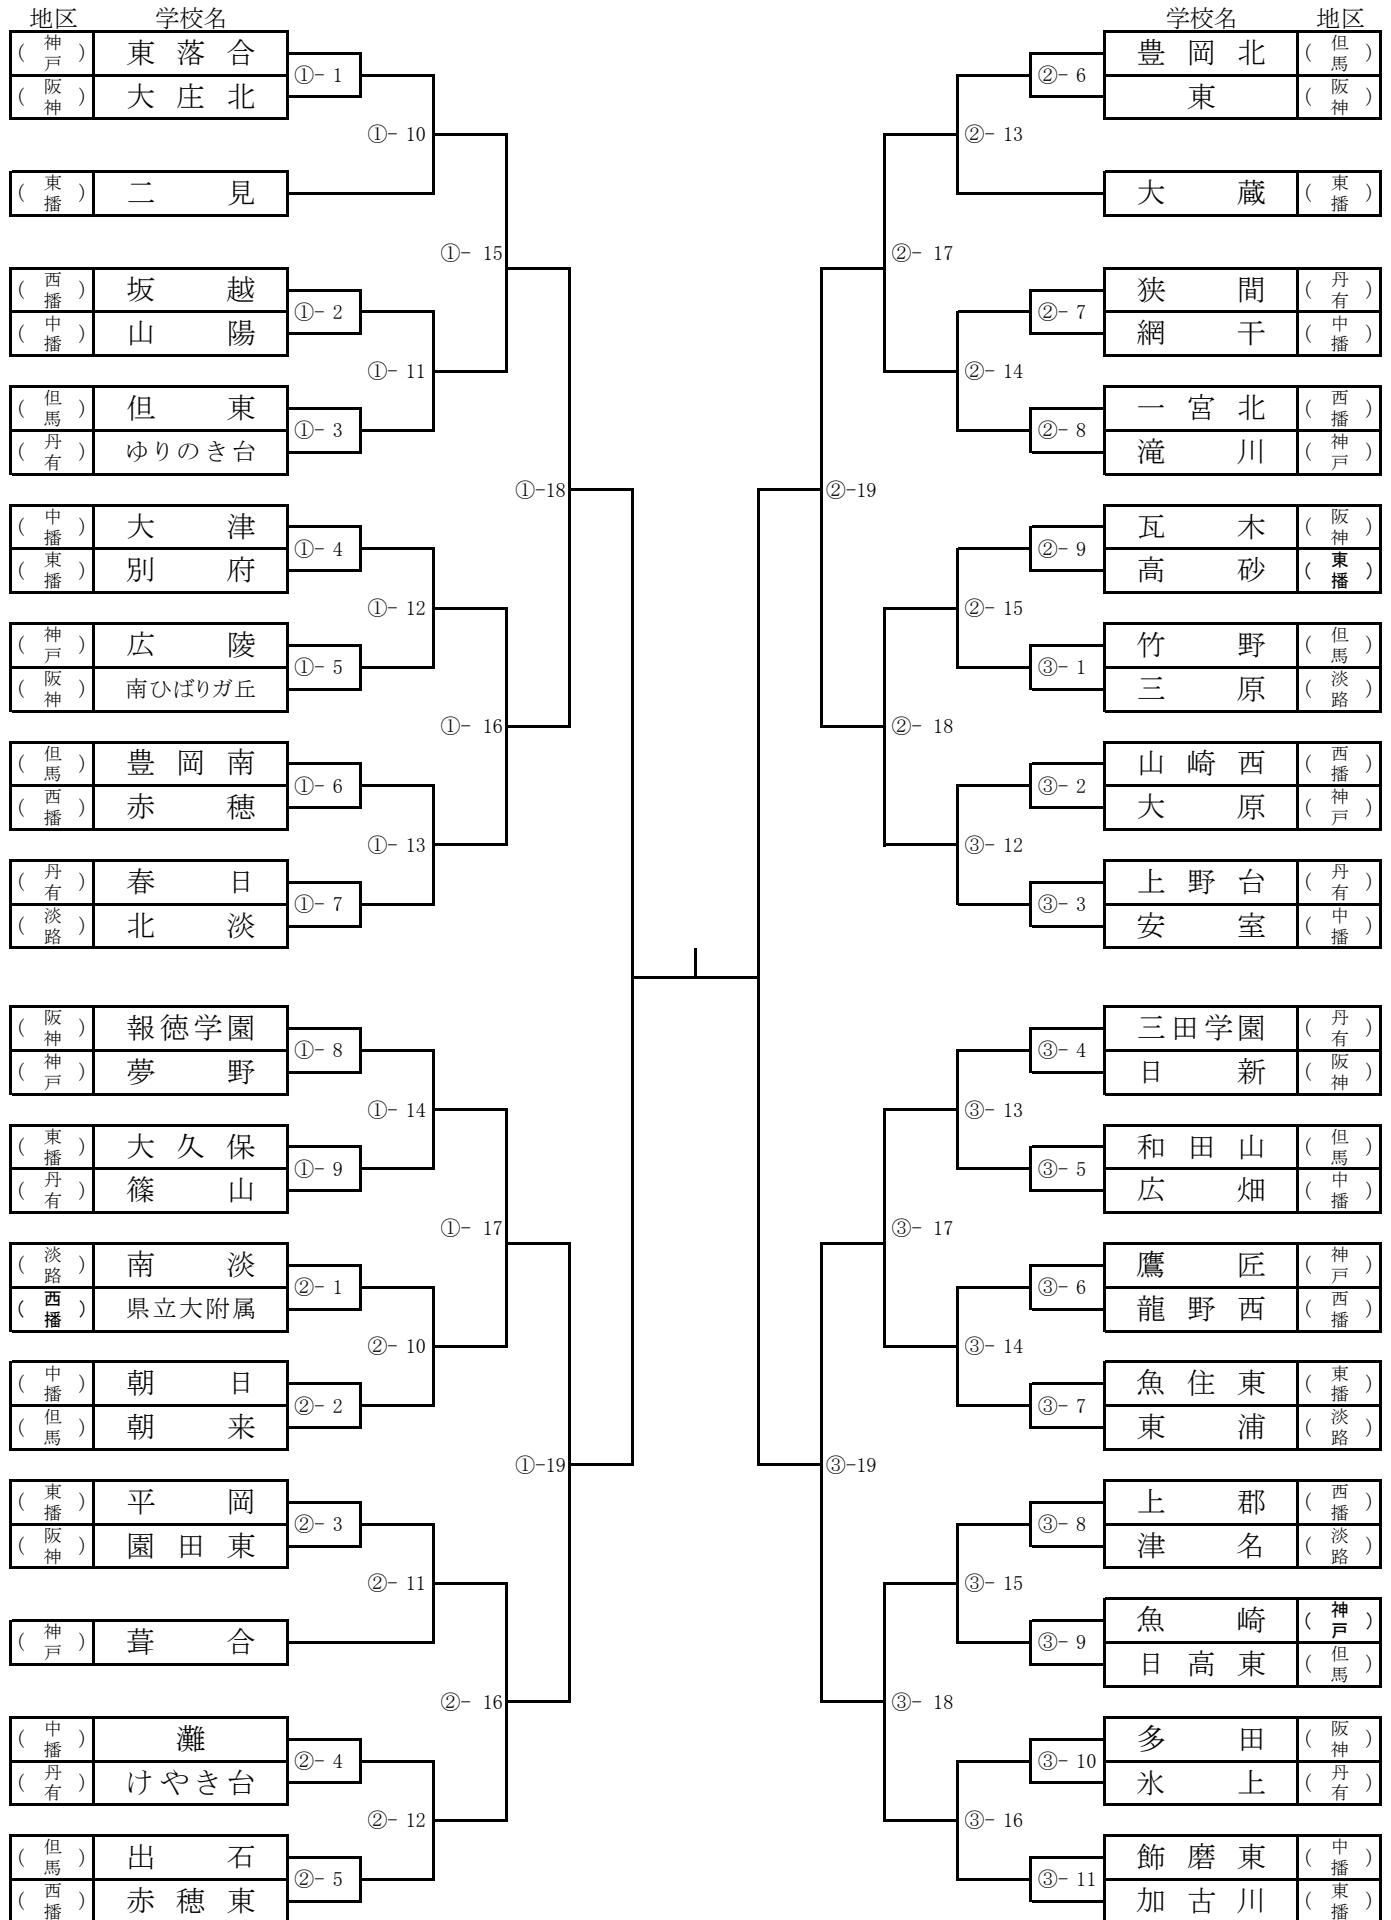 地区 学校名
(神戸) 東落合
①- 1
(阪神) 大庄北
①- 10
(東播) 二見
①- 15
(西播) 坂越
①- 2
(中播) 山陽
①- 11
(但馬) 但東
①- 3
(丹有) ゆりのき台
①-18
(中播) 大津
①- 4
(東播) 別府
①- 12
(神戸) 広陵
①- 5
(阪神) 南ひばりガ丘
①- 16
(但馬) 豊岡南
①- 6
(西播) 赤穂
①- 13
(丹有) 春日
①- 7
(淡路) 北淡
(阪神) 報徳学園
①- 8
(神戸) 夢野
①- 14
(東播) 大久保
①- 9
(丹有) 篠山
①- 17
(淡路) 南淡
②- 1
(西播) 県立大附属
②- 10
(中播) 朝日
②- 2
(但馬) 朝来
①-19
(東播) 平岡
②- 3
(阪神) 園田東
②- 11
(神戸) 葺合
②- 16
(中播) 灘
②- 4
(丹有) けやき台
②- 12
(但馬) 出石
②- 5
(西播) 赤穂東
学校名 地区
豊岡北 (但馬)
②- 6
東 (阪神)
②- 13
大蔵 (東播)
②- 17
狭間 (丹有)
②- 7
網干 (中播)
②- 14
一宮北 (西播)
②- 8
滝川 (神戸)
②-19
瓦木 (阪神)
②- 9
高砂 (東播)
②- 15
竹野 (但馬)
③- 1
三原 (淡路)
②- 18
山崎西 (西播)
③- 2
大原 (神戸)
③- 12
上野台 (丹有)
③- 3
安室 (中播)
三田学園 (丹有)
③- 4
日新 (阪神)
③- 13
和田山 (但馬)
③- 5
広畑 (中播)
③- 17
鷹匠 (神戸)
③- 6
龍野西 (西播)
③- 14
魚住東 (東播)
③- 7
東浦 (淡路)
③-19
上郡 (西播)
③- 8
津名 (淡路)
③- 15
魚崎 (神戸)
③- 9
日高東 (但馬)
③- 18
多田 (阪神)
③- 10
氷上 (丹有)
③- 16
飾磨東 (中播)
③- 11
加古川 (東播)